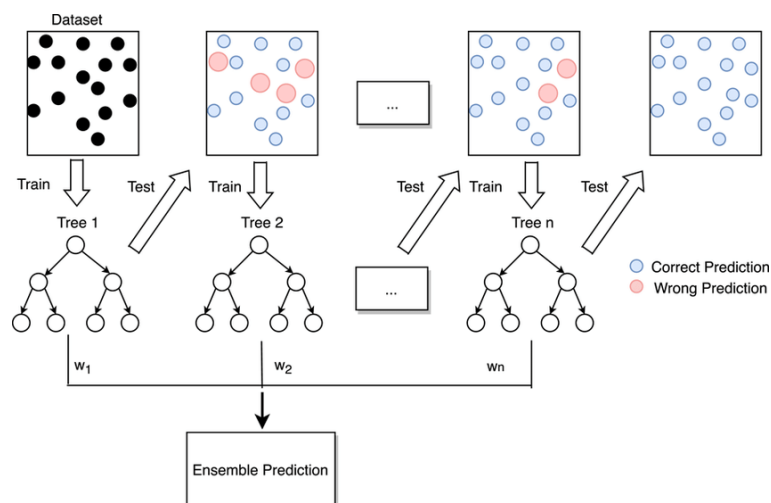 Dataset
...
Train
Test
Train
Test
Train
Test
Tree 1
Tree 2
Tree n
...
Correct Prediction
Wrong Prediction
w1
w2
wn
Ensemble Prediction